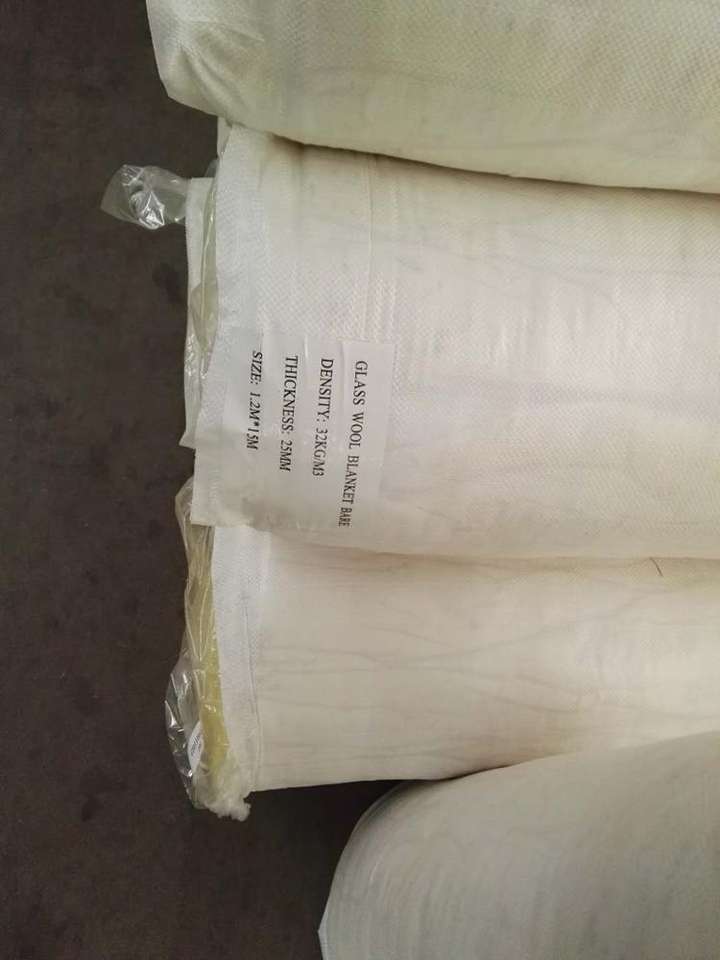 GLASS WOOL BLANKET BARE
DENSITY: 32KG/M3
THICKNESS: 25MM
SIZE: 1.2M*15M